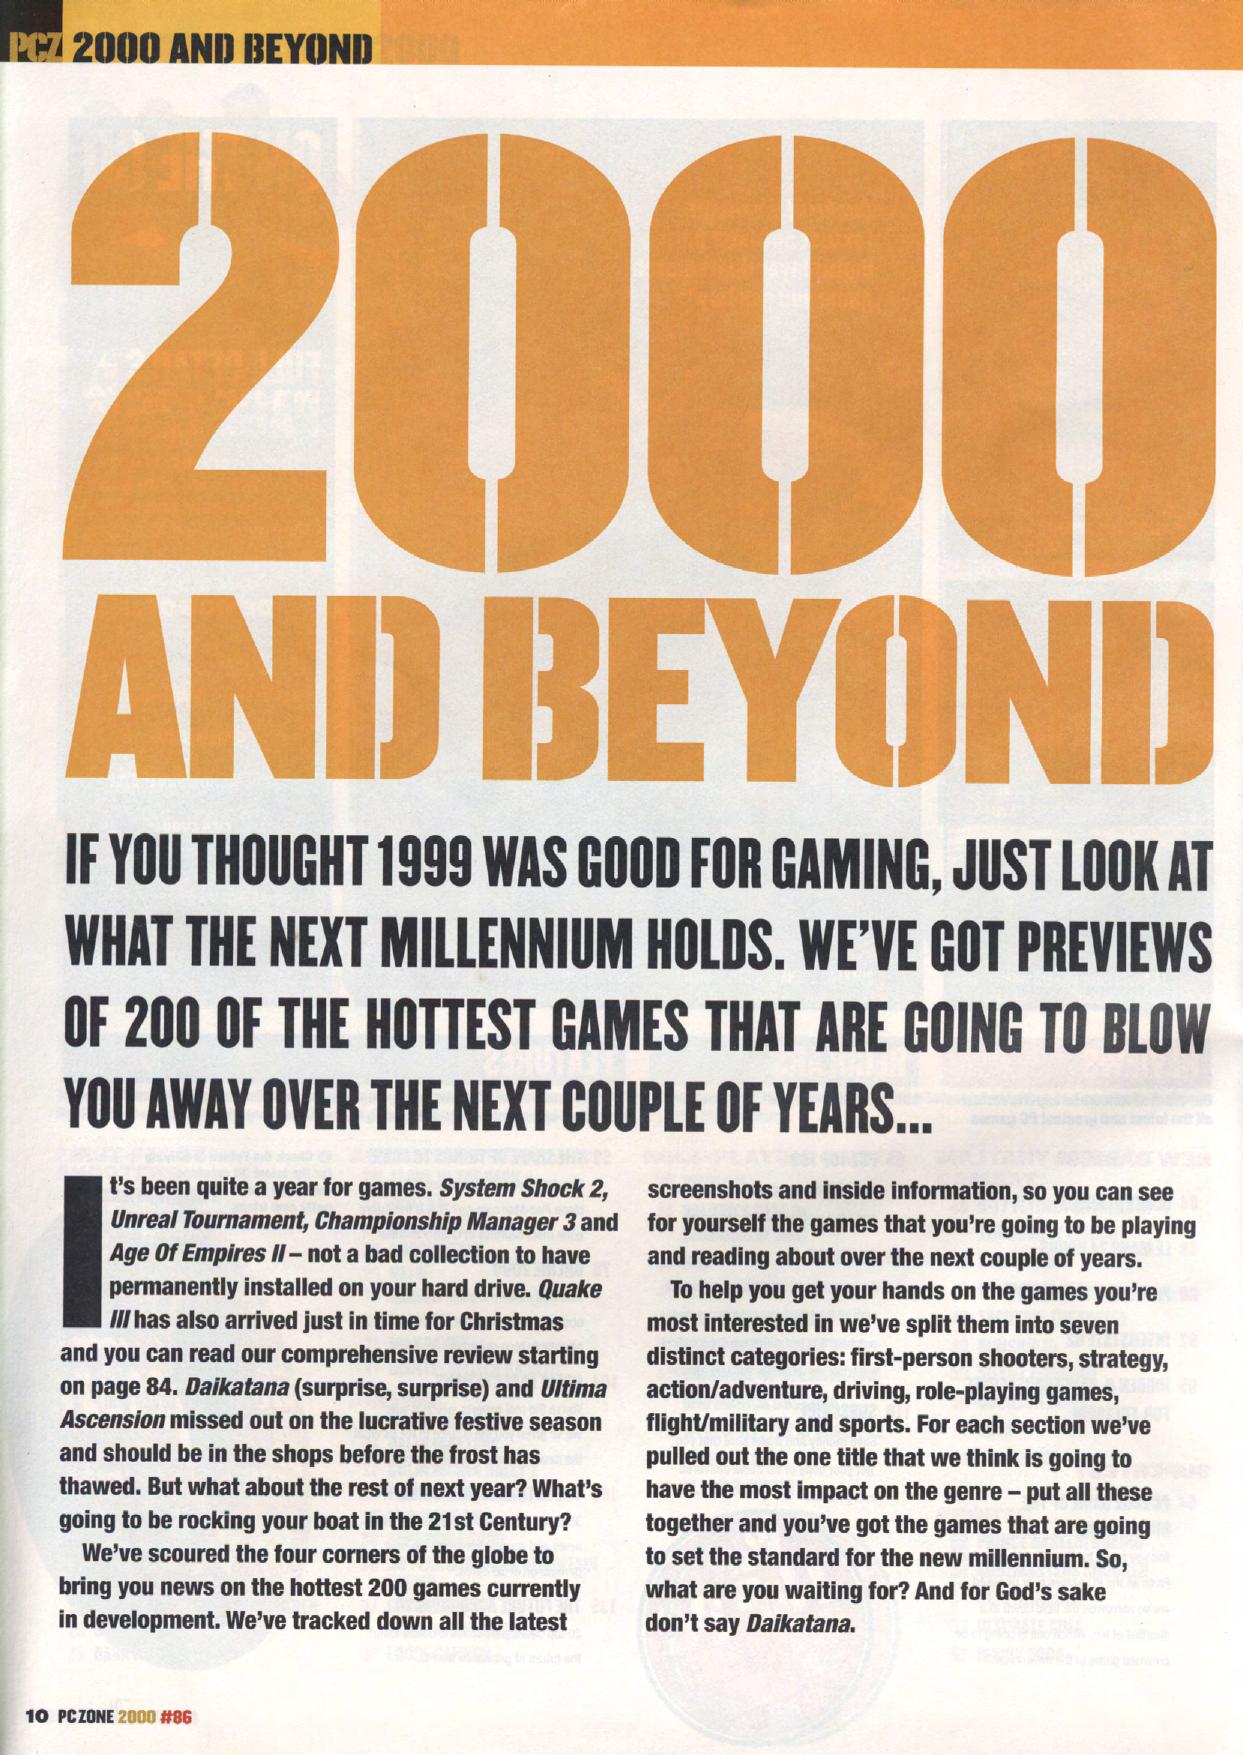 PCZ 2000 AND BEYOND
2000
AND BEYOND
IF YOU THOUGHT 1999 WAS GOOD FOR GAMING, JUST LOOK AT
WHAT THE NEXT MILLENNIUM HOLDS. WE'VE GOT PREVIEWS
OF 200 OF THE HOTTEST GAMES THAT ARE GOING TO BLOW
YOU AWAY OVER THE NEXT COUPLE OF YEARS...
It's been quite a year for games. System Shock 2,
Unreal Tournament, Championship Manager 3 and
Age Of Empires II – not a bad collection to have
permanently installed on your hard drive. Quake
III has also arrived just in time for Christmas
and you can read our comprehensive review starting
on page 84. Daikatana (surprise, surprise) and Ultima
Ascension missed out on the lucrative festive season
and should be in the shops before the frost has
thawed. But what about the rest of next year? What's
going to be rocking your boat in the 21st Century?
We've scoured the four corners of the globe to
bring you news on the hottest 200 games currently
in development. We've tracked down all the latest
screenshots and inside information, so you can see
for yourself the games that you're going to be playing
and reading about over the next couple of years.
To help you get your hands on the games you're
most interested in we've split them into seven
distinct categories: first-person shooters, strategy,
action/adventure, driving, role-playing games,
flight/military and sports. For each section we've
pulled out the one title that we think is going to
have the most impact on the genre – put all these
together and you've got the games that are going
to set the standard for the new millennium. So,
what are you waiting for? And for God's sake
don't say Daikatana.
10 PC ZONE 2000 #86